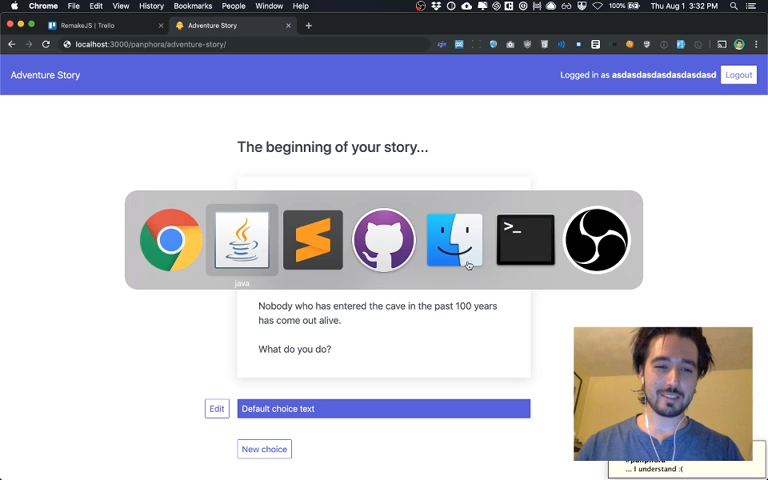 Chrome File Edit View History Bookmarks People Window Help
100% Thu Aug 1 3:32 PM
RemakeJS | Trello
Adventure Story
localhost:3000/panphora/adventure-story/
Adventure Story
Logged in as asdasdasdasdasdasdasd
Logout
The beginning of your story...
>_
java
Nobody who has entered the cave in the past 100 years
has come out alive.
What do you do?
Edit
Default choice text
New choice
... I understand :(